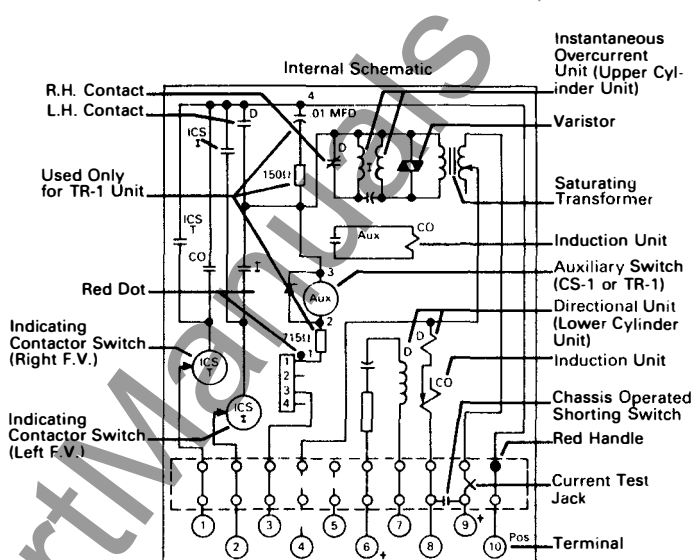 Internal Schematic
R.H. Contact
L.H. Contact
Used Only
for TR-1 Unit
Red Dot
Indicating
Contactor Switch
(Right F.V.)
Indicating
Contactor Switch
(Left F.V.)
Instantaneous
Overcurrent
Unit (Upper Cyl-
inder Unit)
Varistor
Saturating
Transformer
Induction Unit
Auxiliary Switch
(CS-1 or TR-1)
Directional Unit
(Lower Cylinder
Unit)
Induction Unit
Chassis Operated
Shorting Switch
Red Handle
Current Test
Jack
Terminal
4
D
.01 MFD
ICS
I
150Ω
D
I
ICS
T
CO
I
Aux
CO
3
Aux
2
715Ω
1
1
2
3
4
D
D
CO
ICS
T
ICS
I
1
2
3
4
5
6
+
7
8
9
+
10
Pos
rtManuals